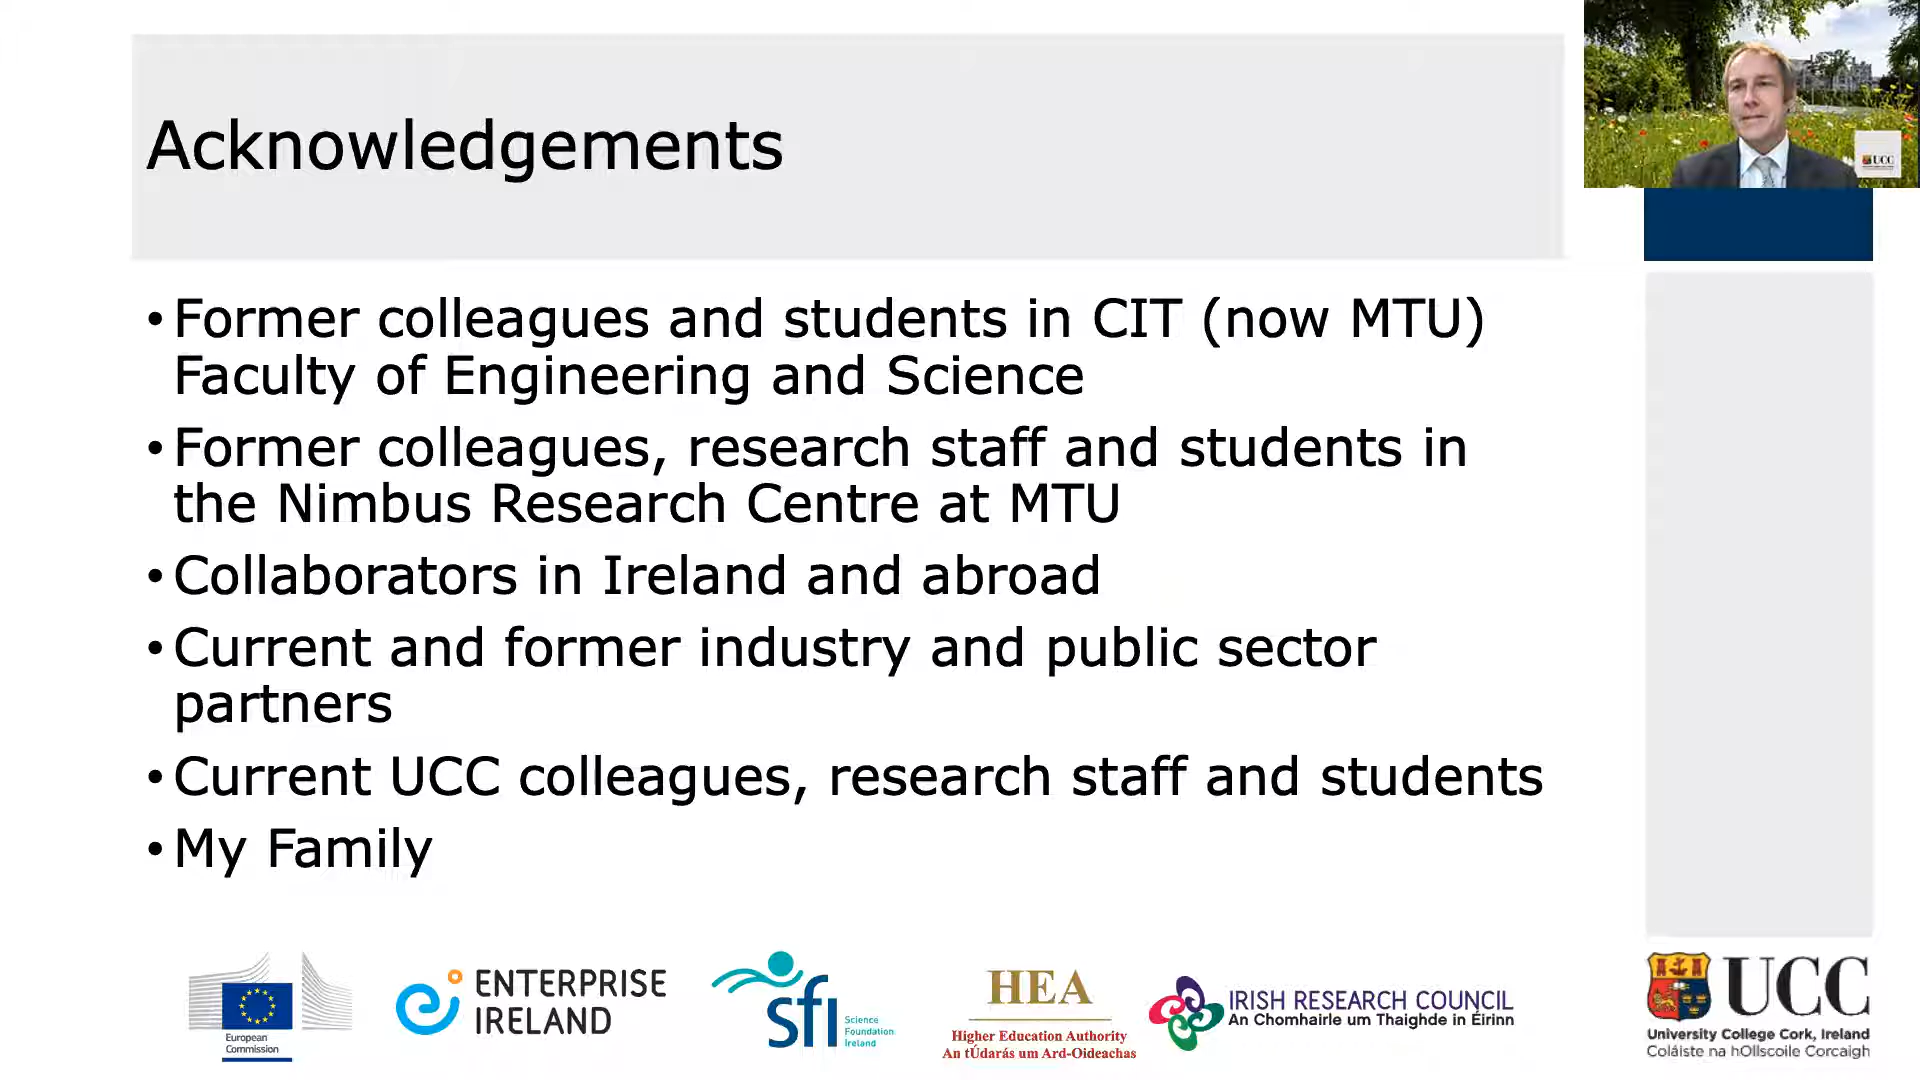 Acknowledgements
UCC
• Former colleagues and students in CIT (now MTU)
Faculty of Engineering and Science
• Former colleagues, research staff and students in
the Nimbus Research Centre at MTU
• Collaborators in Ireland and abroad
• Current and former industry and public sector
partners
• Current UCC colleagues, research staff and students
• My Family
European
Commission
ENTERPRISE
IRELAND
sfi
Science
Foundation
Ireland
HEA
Higher Education Authority
An tÚdarás um Ard-Oideachas
IRISH RESEARCH COUNCIL
An Chomhairle um Thaighde in Éirinn
UCC
University College Cork, Ireland
Coláiste na hOllscoile Corcaigh